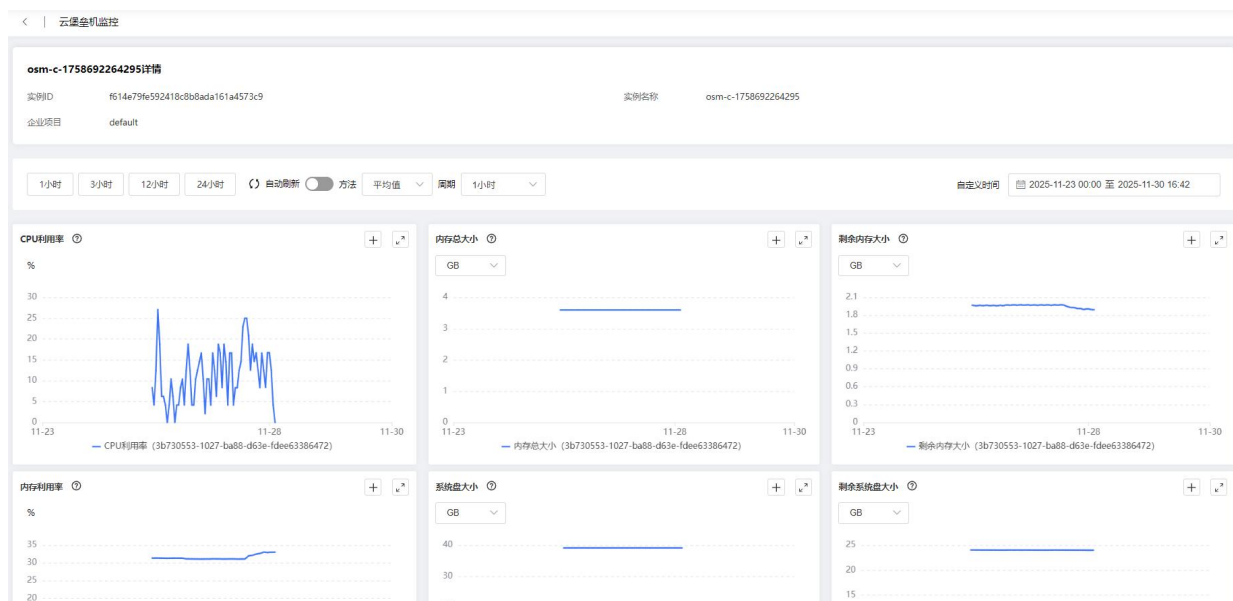 云堡垒机监控
osm-c-1758692264295详情
实例ID f614e79fe592418c8b8ada161a4573c9 实例名称 osm-c-1758692264295
企业项目 default
1小时 3小时 12小时 24小时 自动刷新 方法 平均值 周期 1小时 自定义时间 2025-11-23 00:00 至 2025-11-30 16:42
CPU利用率
%
30
25
20
15
10
5
0
11-23 11-28 11-30
CPU利用率（3b730553-1027-ba88-d63e-fdee63386472）
内存总大小
GB
4
3
2
1
0
11-23 11-28 11-30
内存总大小（3b730553-1027-ba88-d63e-fdee63386472）
剩余内存大小
GB
2.1
1.8
1.5
1.2
0.9
0.6
0.3
0
11-23 11-28 11-30
剩余内存大小（3b730553-1027-ba88-d63e-fdee63386472）
内存利用率
%
35
30
25
20
系统盘大小
GB
40
30
剩余系统盘大小
GB
25
20
15